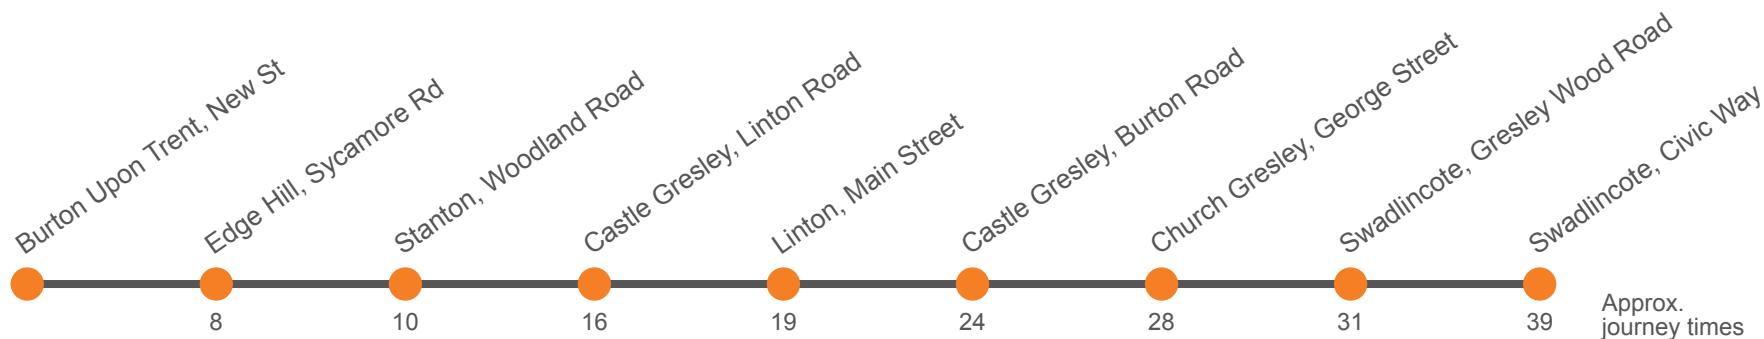 Burton Upon Trent, New St
Edge Hill, Sycamore Rd
Stanton, Woodland Road
Castle Gresley, Linton Road
Linton, Main Street
Castle Gresley, Burton Road
Church Gresley, George Street
Swadlincote, Gresley Wood Road
Swadlincote, Civic Way
8
10
16
19
24
28
31
39
Approx.
journey times